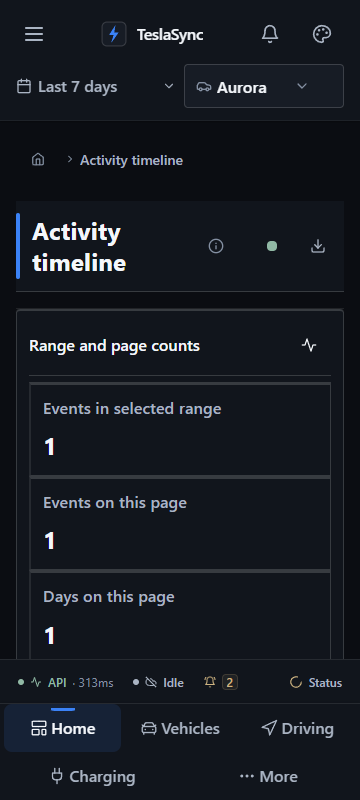 TeslaSync
Last 7 days
Aurora
Activity timeline
Activity
timeline
Range and page counts
Events in selected range
1
Events on this page
1
Days on this page
1
API · 313ms
Idle
2
Status
Home
Vehicles
Driving
Charging
More